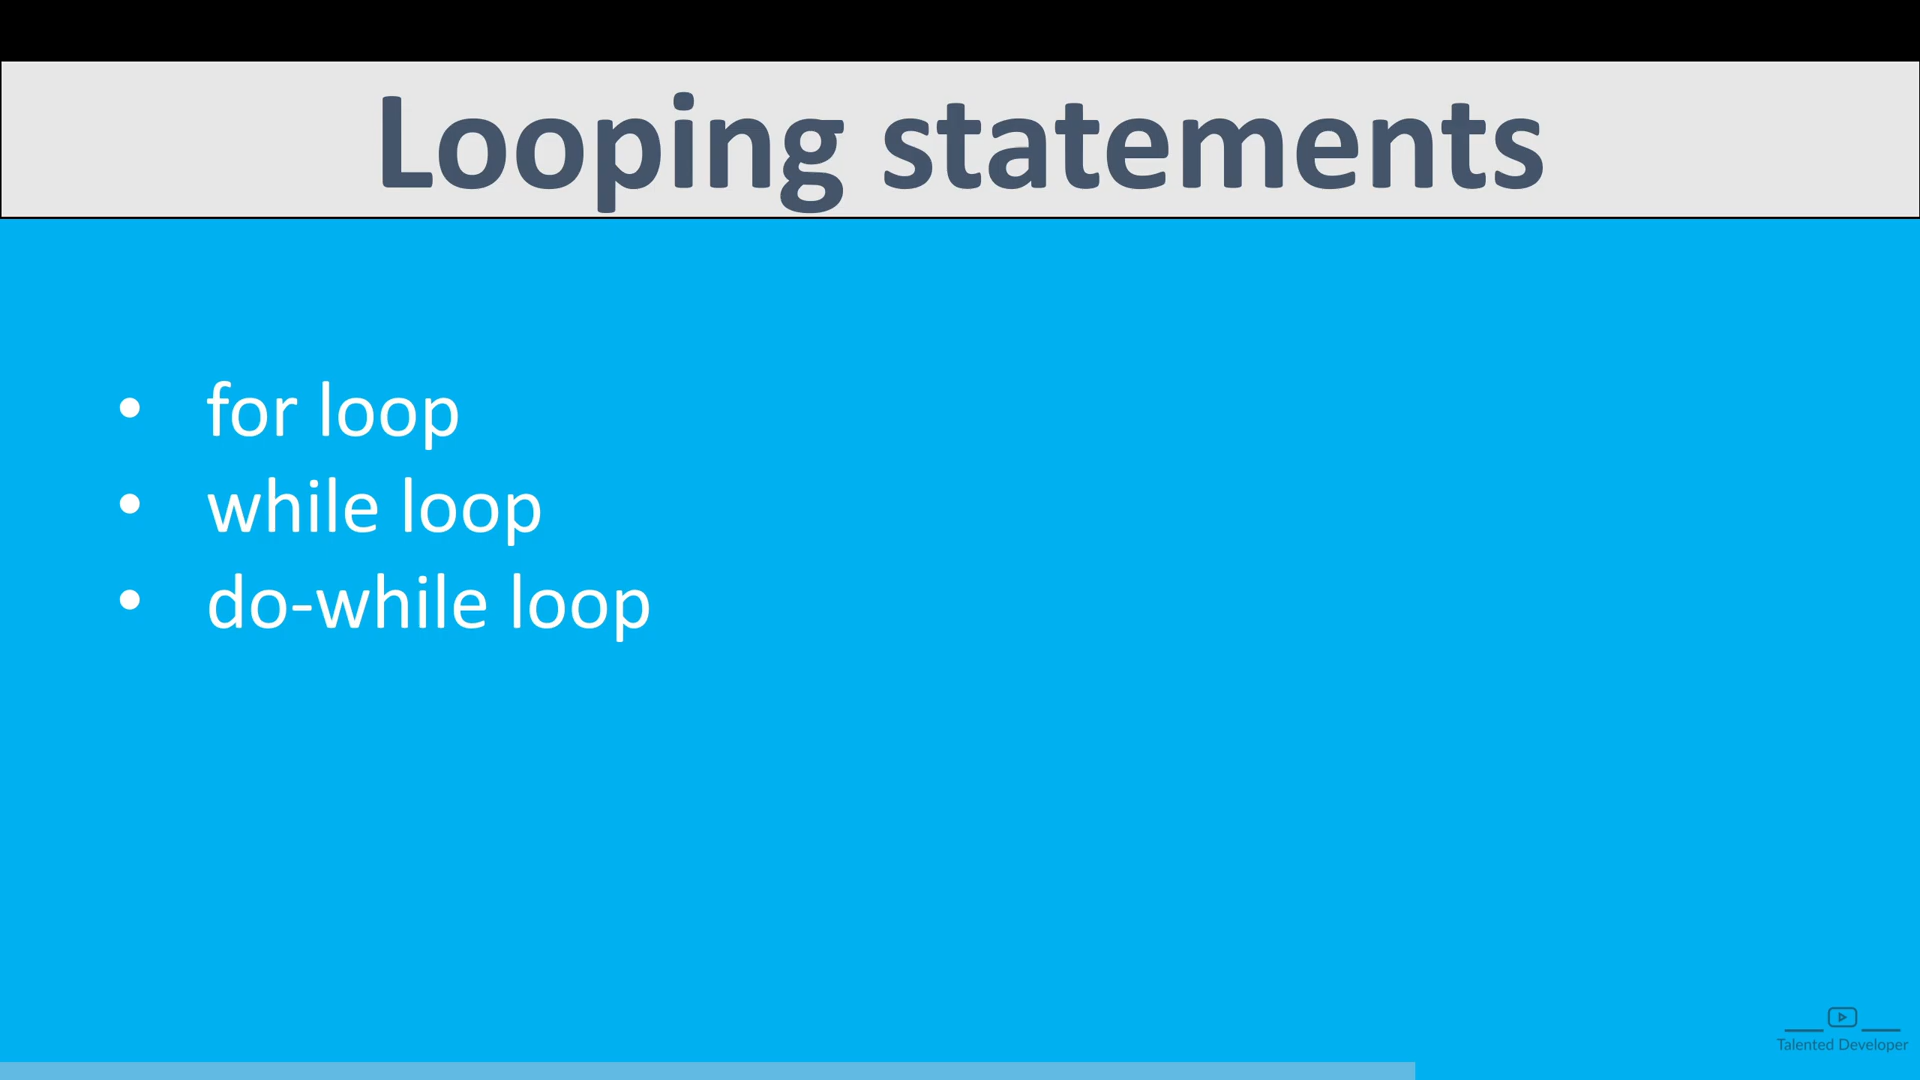 Looping statements
• for loop
• while loop
• do-while loop
Talented Developer